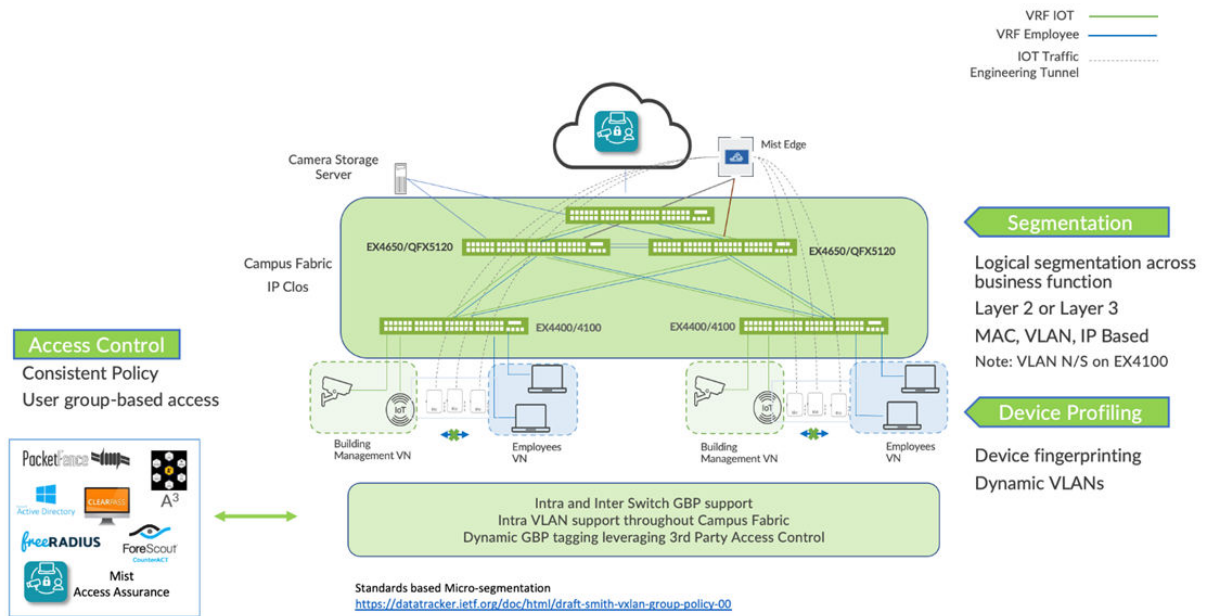 VRF IOT
VRF Employee
IOT Traffic
Engineering Tunnel
Mist Edge
Camera Storage
Server
EX4650/QFX5120
EX4650/QFX5120
Campus Fabric
IP Clos
EX4400/4100
EX4400/4100
IoT
IoT
Building
Management VN
Employees
VN
Building
Management VN
Employees
VN
Segmentation
Logical segmentation across
business function
Layer 2 or Layer 3
MAC, VLAN, IP Based
Note: VLAN N/S on EX4100
Device Profiling
Device fingerprinting
Dynamic VLANs
Access Control
Consistent Policy
User group-based access
PacketFence
A3
Active Directory
CLEARPASS
freeRADIUS
ForeScout
CounterACT
Mist
Access Assurance
Intra and Inter Switch GBP support
Intra VLAN support throughout Campus Fabric
Dynamic GBP tagging leveraging 3rd Party Access Control
Standards based Micro-segmentation
https://datatracker.ietf.org/doc/html/draft-smith-vxlan-group-policy-00